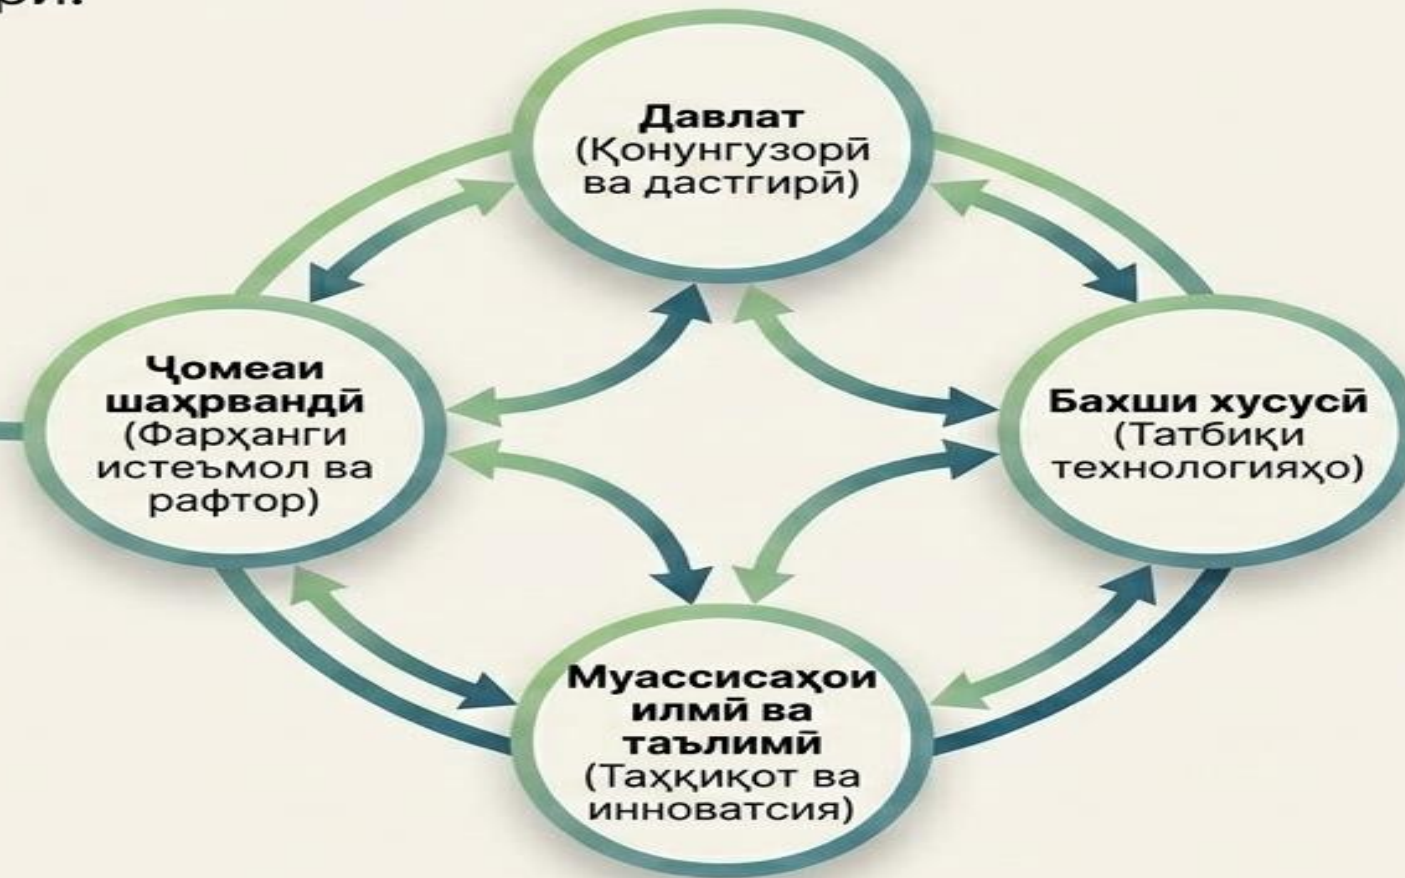 Давлат
(Қонунгузорӣ
ва дастгирӣ)
Ҷомеаи
шаҳрвандӣ
(Фарҳанги
истеъмол ва
рафтор)
Бахши хусусӣ
(Татбиқи
технологияҳо)
Муассисаҳои
илмӣ ва
таълимӣ
(Таҳқиқот ва
инноватсия)